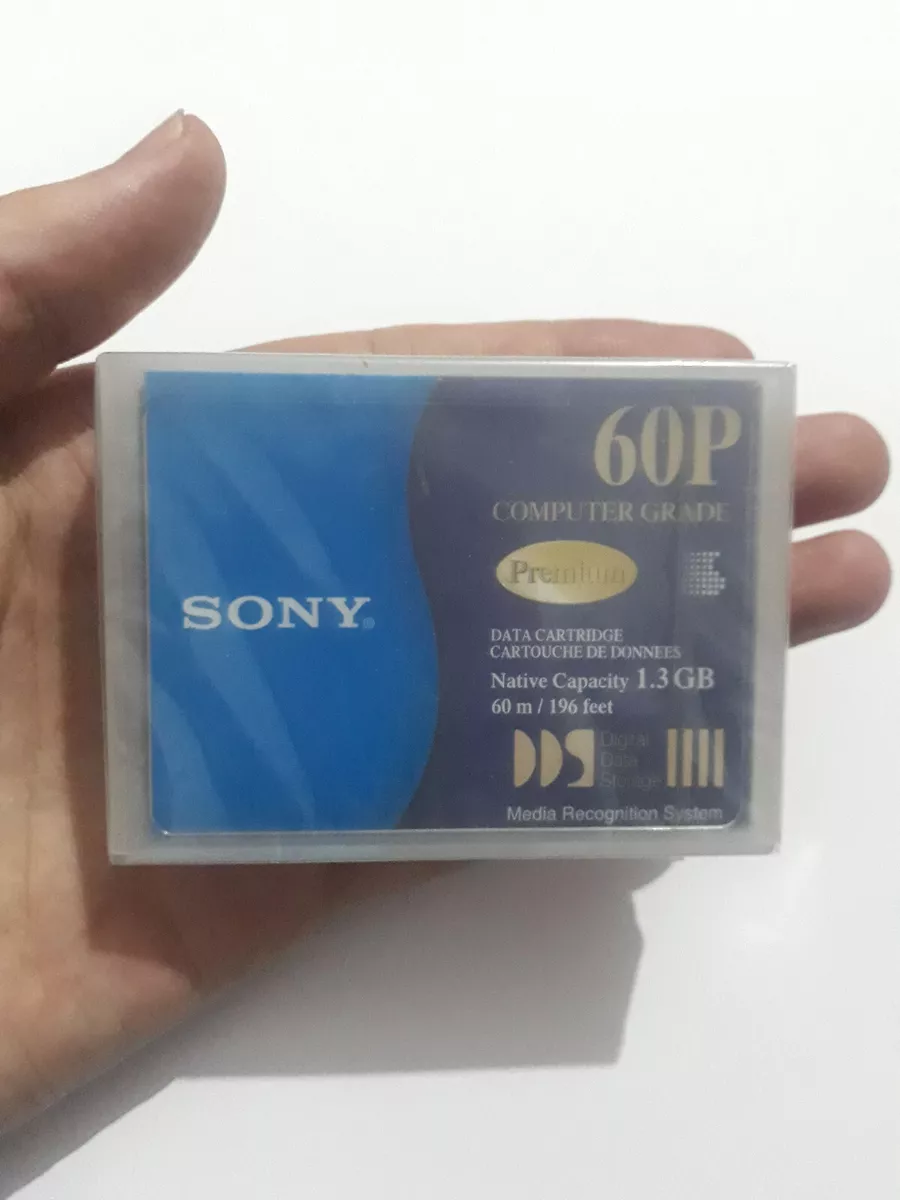 SONY®
60P
COMPUTER GRADE
Premium
DATA CARTRIDGE
CARTOUCHE DE DONNEES
Native Capacity 1.3 GB
60 m / 196 feet
DDS
Digital
Data
Storage
Media Recognition System